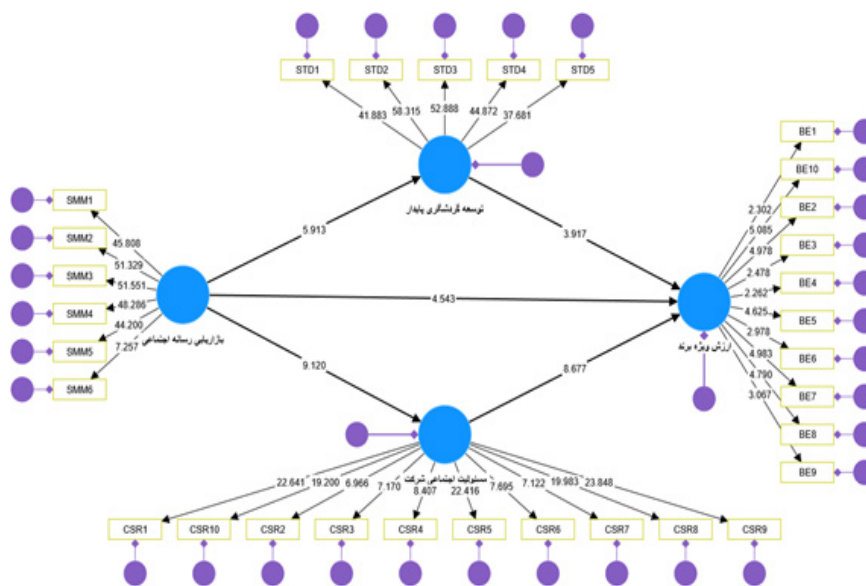 STD1 STD2 STD3 STD4 STD5
41.883 58.315 52.888 44.872 37.681
توسعه گردشگری پایدار
SMM1
SMM2
SMM3
SMM4
SMM5
SMM6
45.808
51.329
51.551
48.286
44.200
7.257
بازاریابی رسانه اجتماعی
5.913
3.917
4.543
9.120
8.677
BE1
BE10
BE2
BE3
BE4
BE5
BE6
BE7
BE8
BE9
2.302
5.085
4.978
2.478
2.262
4.625
2.978
4.983
4.790
3.067
ارزش ویژه برند
مسئولیت اجتماعی شرکت
22.641 19.200 6.966 7.170 8.407 22.416 7.695 7.122 19.983 23.848
CSR1 CSR10 CSR2 CSR3 CSR4 CSR5 CSR6 CSR7 CSR8 CSR9